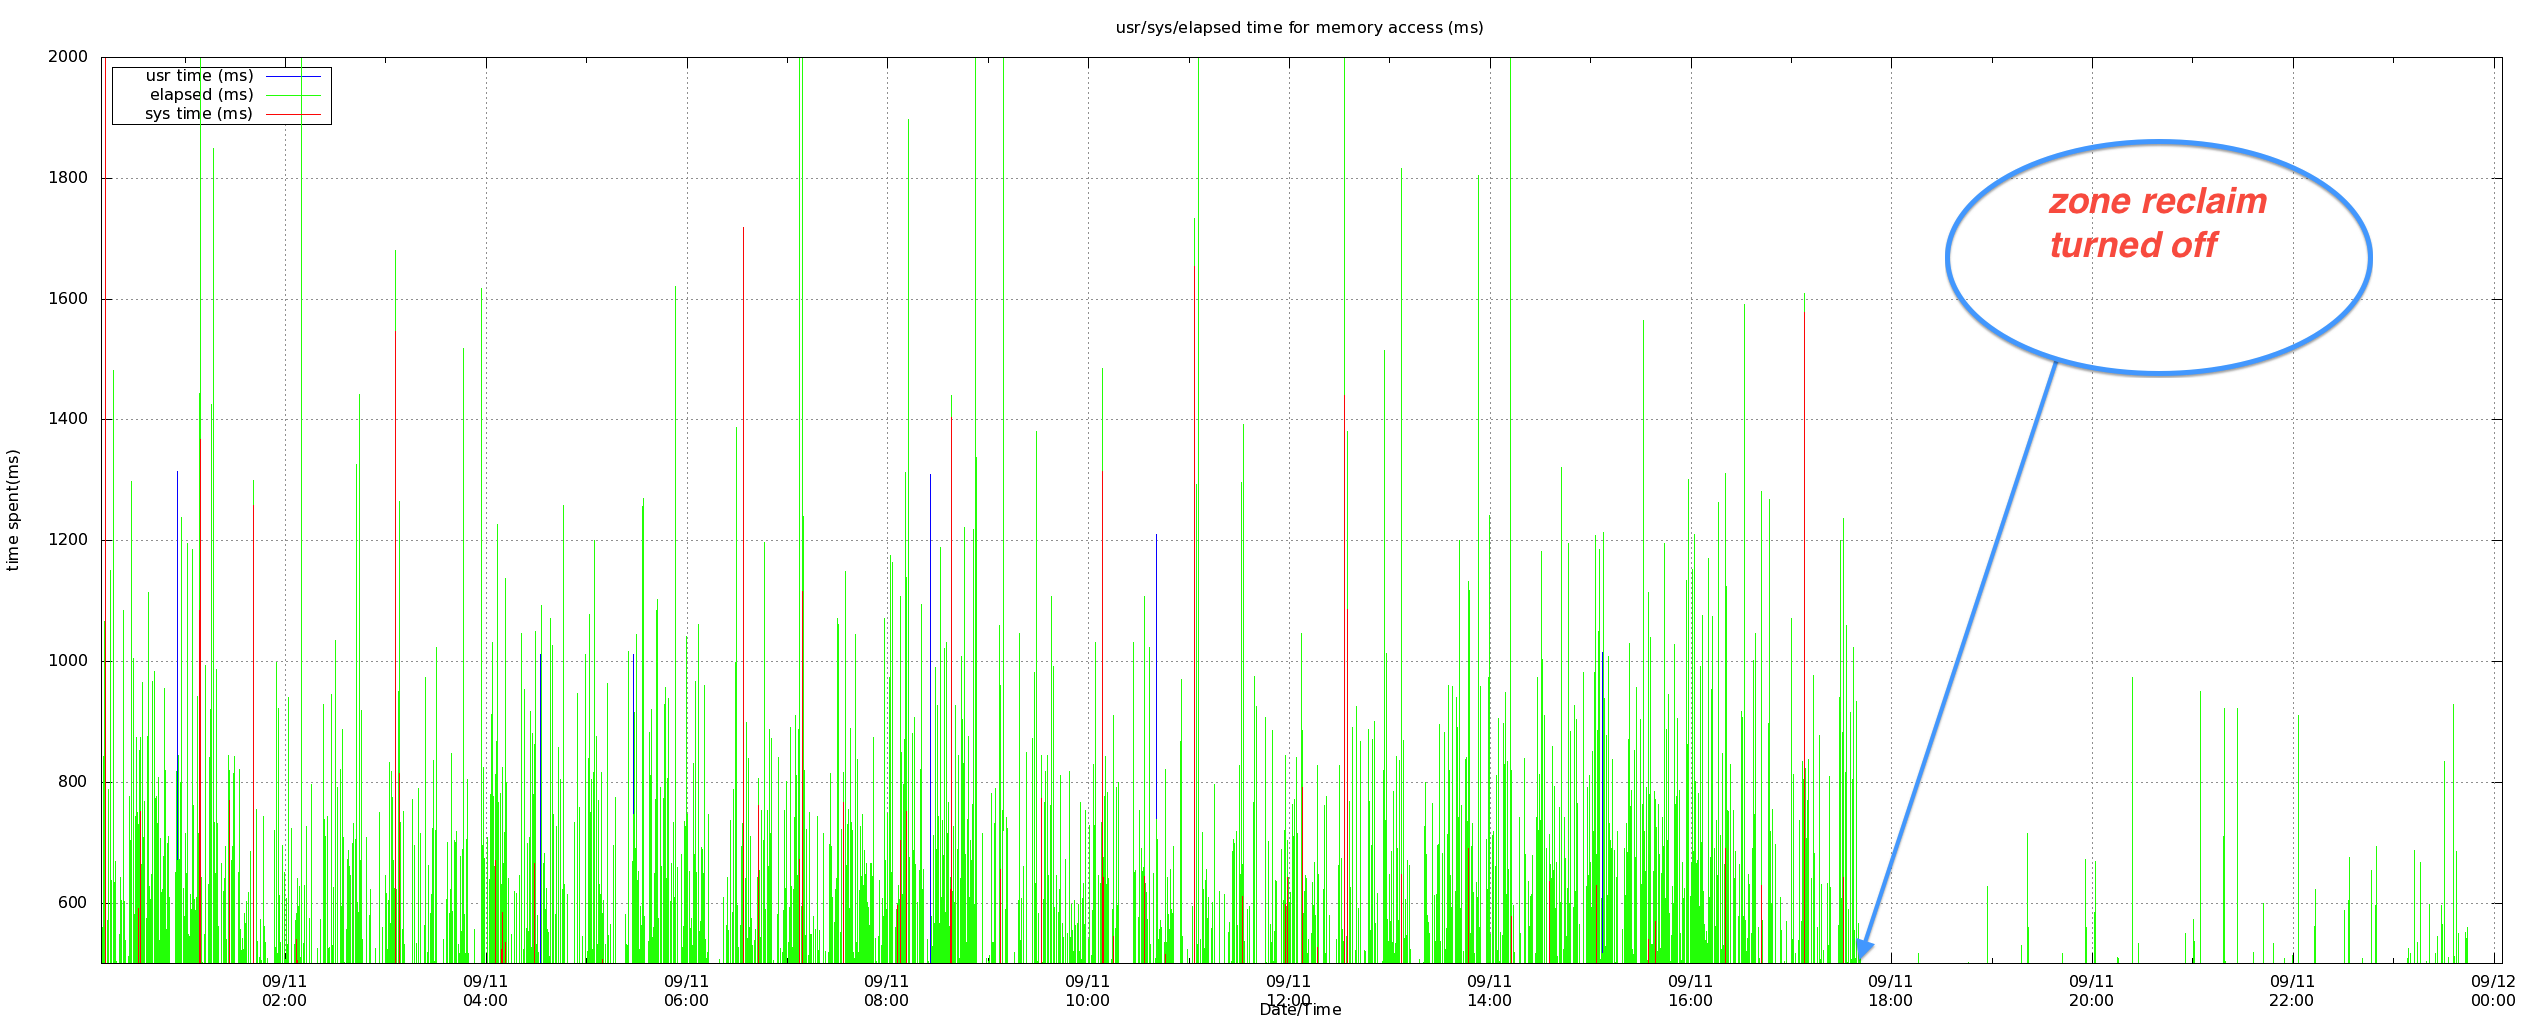 usr/sys/elapsed time for memory access (ms)
2000
1800
1600
1400
1200
1000
800
600
time spent(ms)
usr time (ms)
elapsed (ms)
sys time (ms)
zone reclaim
turned off
09/11 09/11 09/11 09/11 09/11 09/11 09/11 09/11 09/11 09/11 09/11 09/12
02:00 04:00 06:00 08:00 10:00 12:00 14:00 16:00 18:00 20:00 22:00 00:00
Date/Time